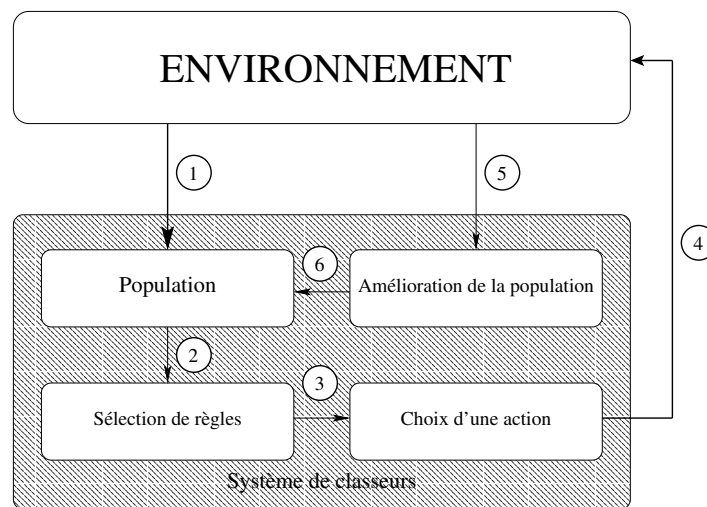 ENVIRONNEMENT
1
5
4
Population
6
Amélioration de la population
2
3
Sélection de règles
Choix d'une action
Système de classeurs